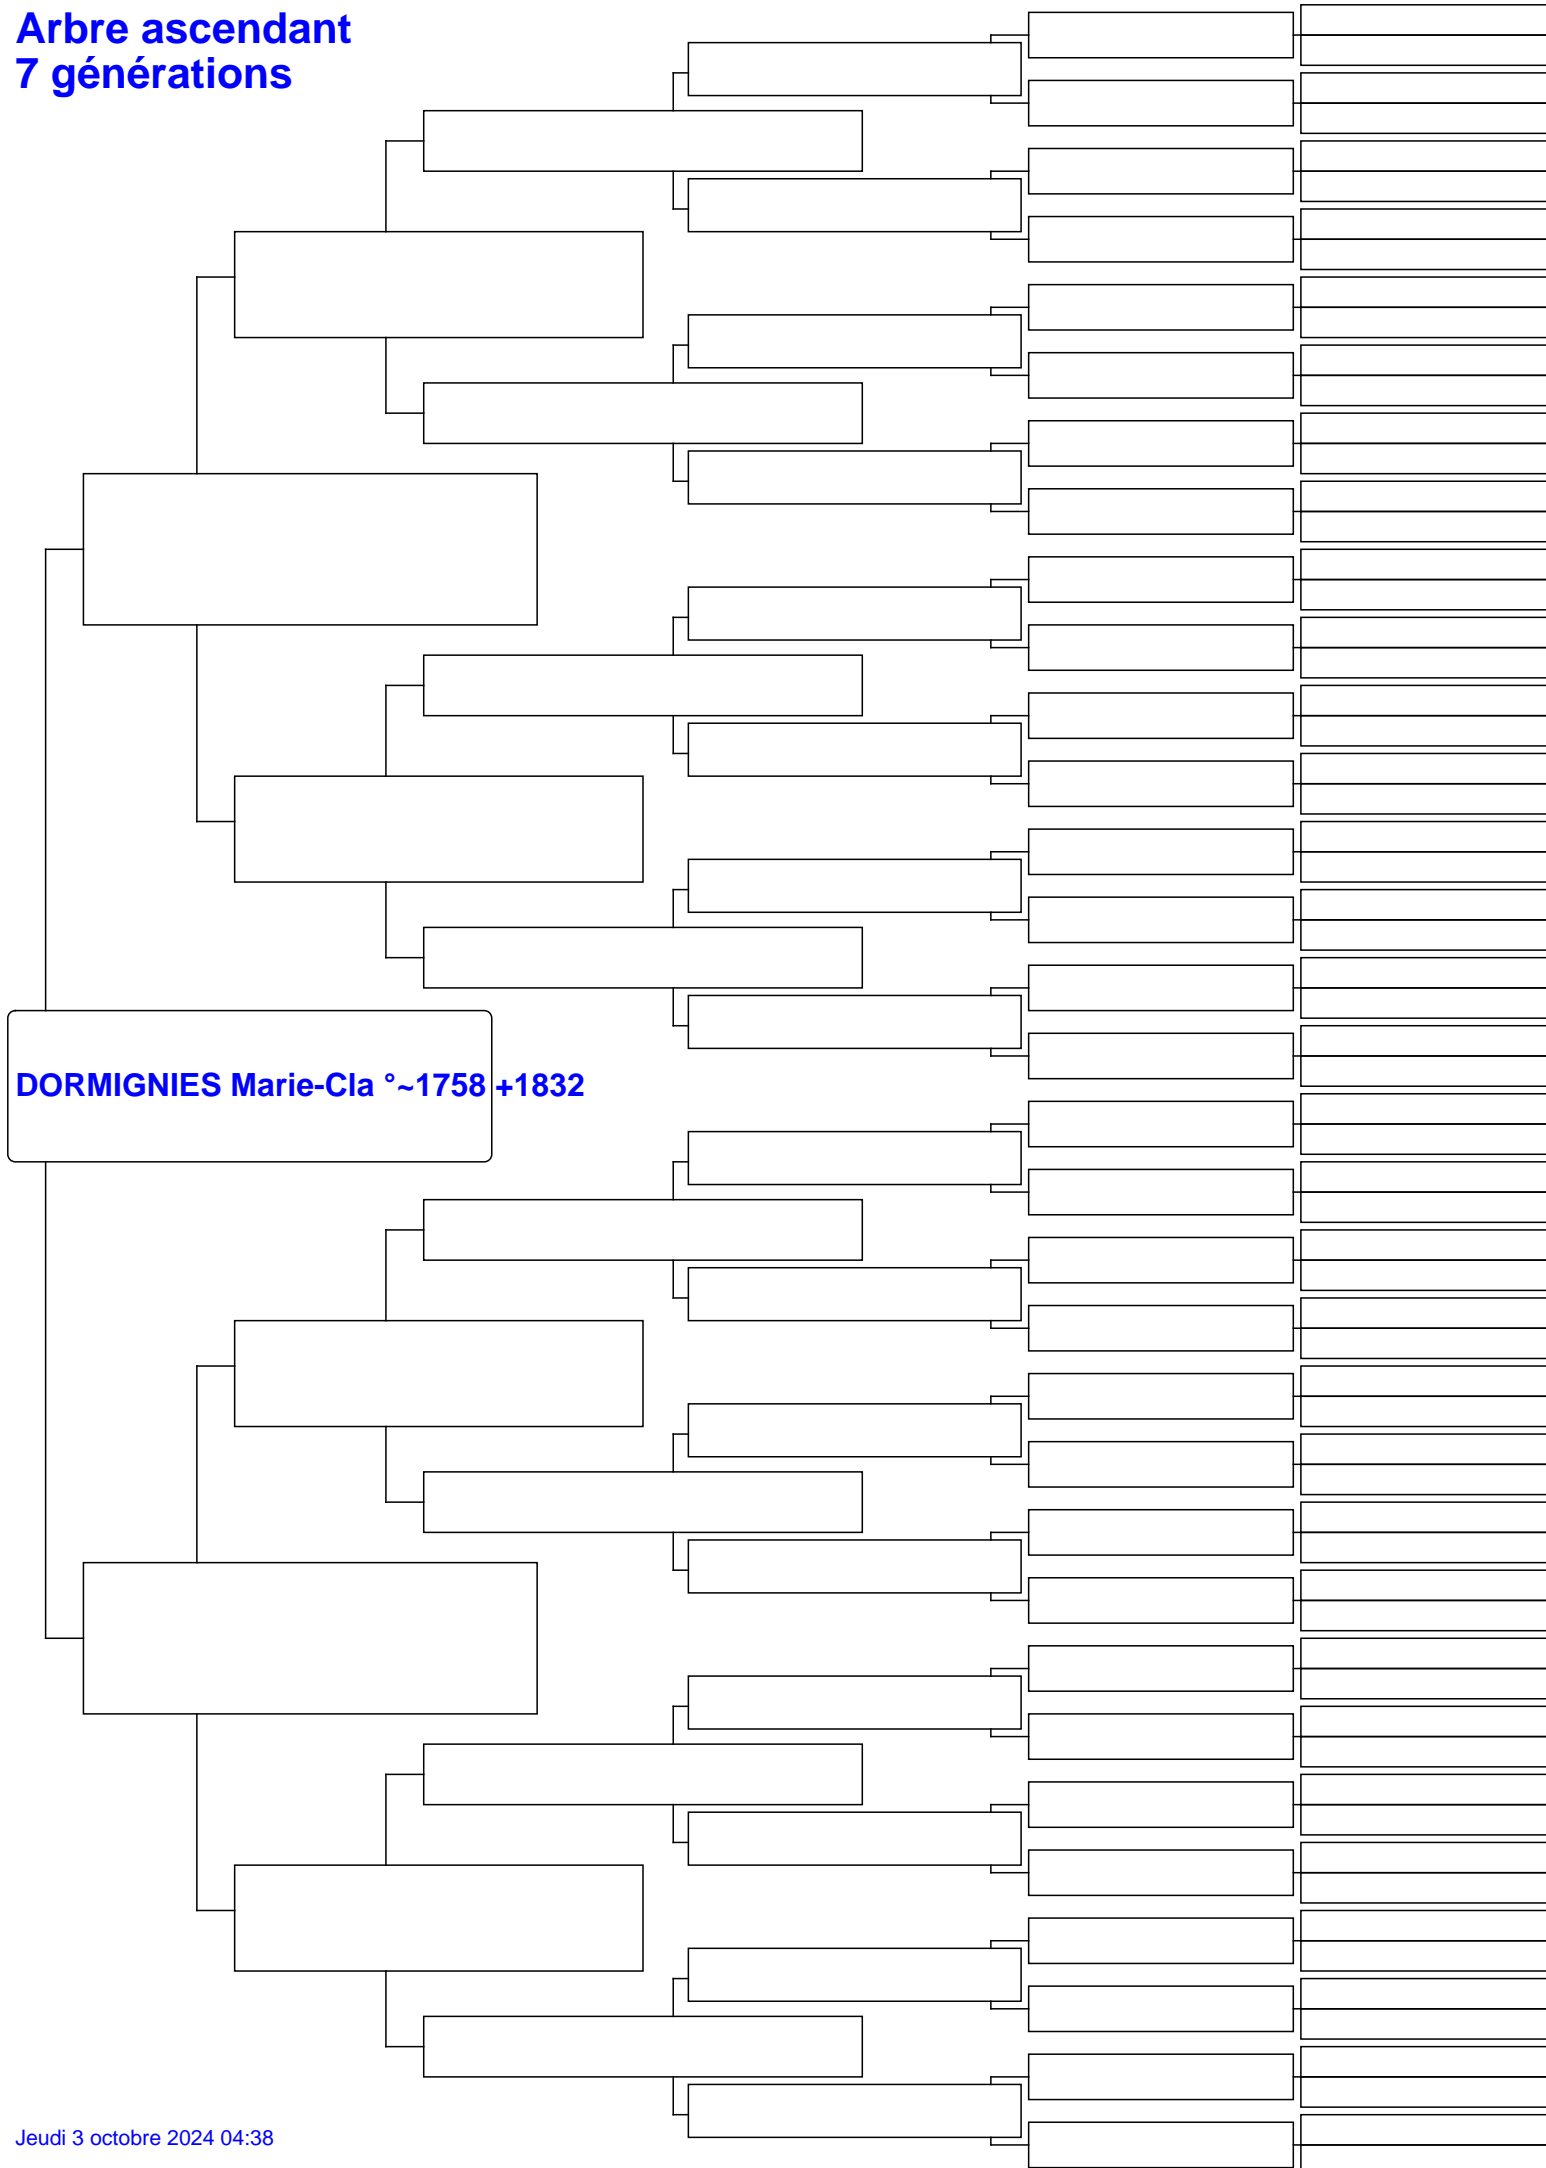 Arbre ascendant
7 générations
DORMIGNIES Marie-Cla °~1758 +1832
Jeudi 3 octobre 2024 04:38